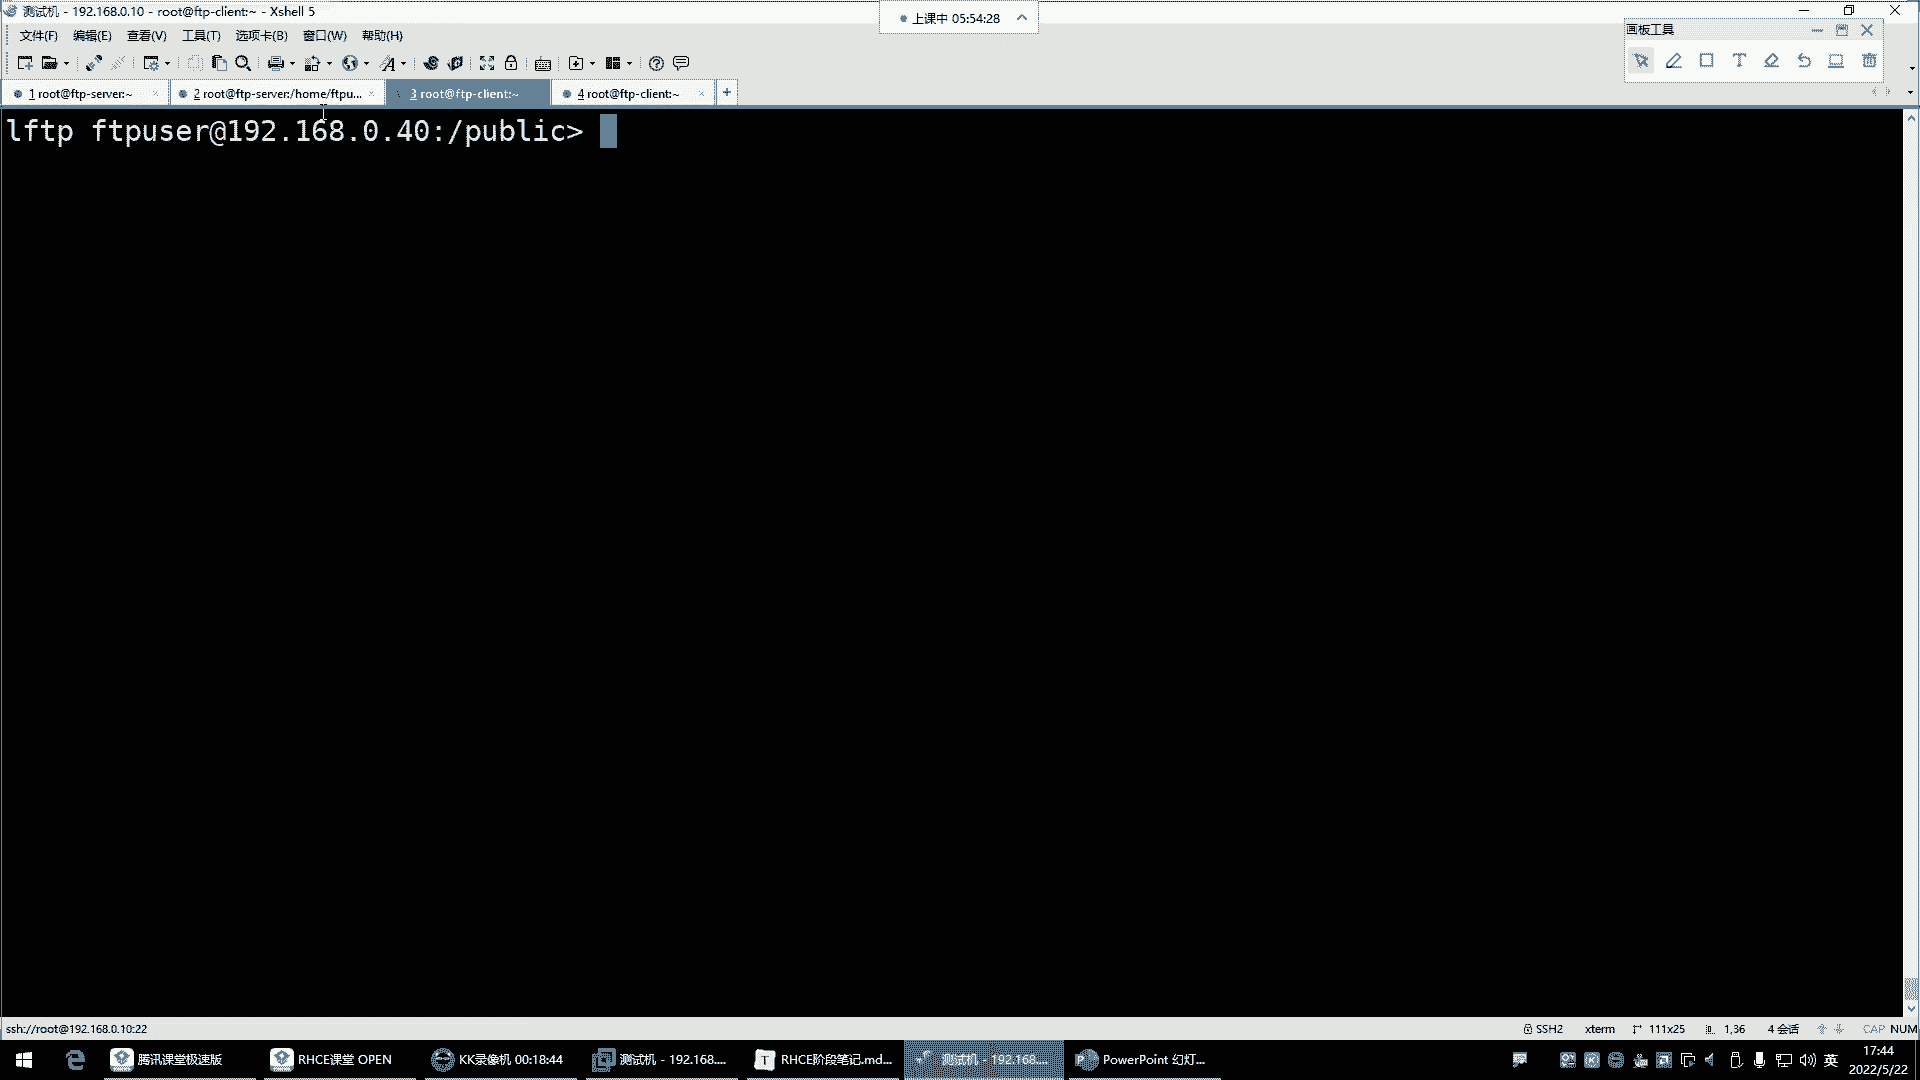 测试机 - 192.168.0.10 - root@ftp-client:~ - Xshell 5
上课中 05:54:28
画板工具
文件(F) 编辑(E) 查看(V) 工具(T) 选项卡(B) 窗口(W) 帮助(H)
1 root@ftp-server:~ 2 root@ftp-server:/home/ftpu... 3 root@ftp-client:~ 4 root@ftp-client:~
lftp ftpuser@192.168.0.40:/public>
ssh://root@192.168.0.10:22 SSH2 xterm 111x25 1,36 4 会话 CAP NUM
腾讯课堂极速版 RHCE课堂 OPEN KK录像机 00:18:44 测试机 - 192.168.... RHCE阶段笔记.md... 测试机 - 192.168.... PowerPoint 幻灯... 英 17:44
2022/5/22